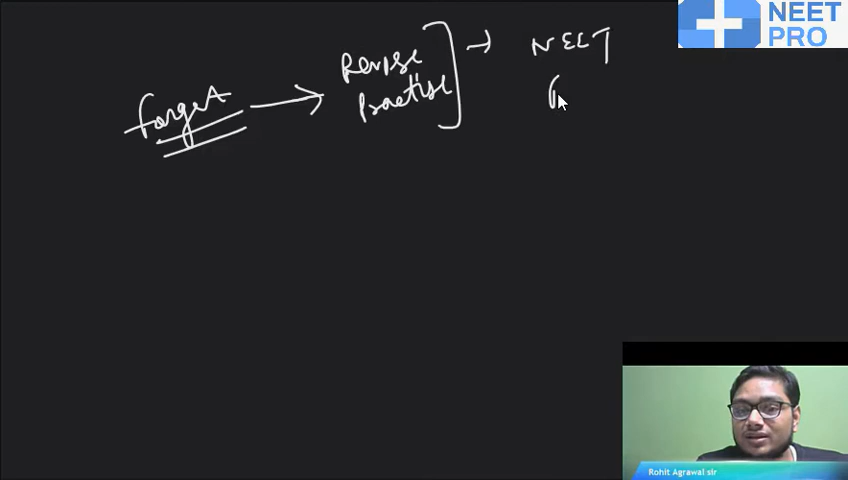 NEET
PRO
Revise
NEET
Forget
Practise
Rohit Agrawal sir